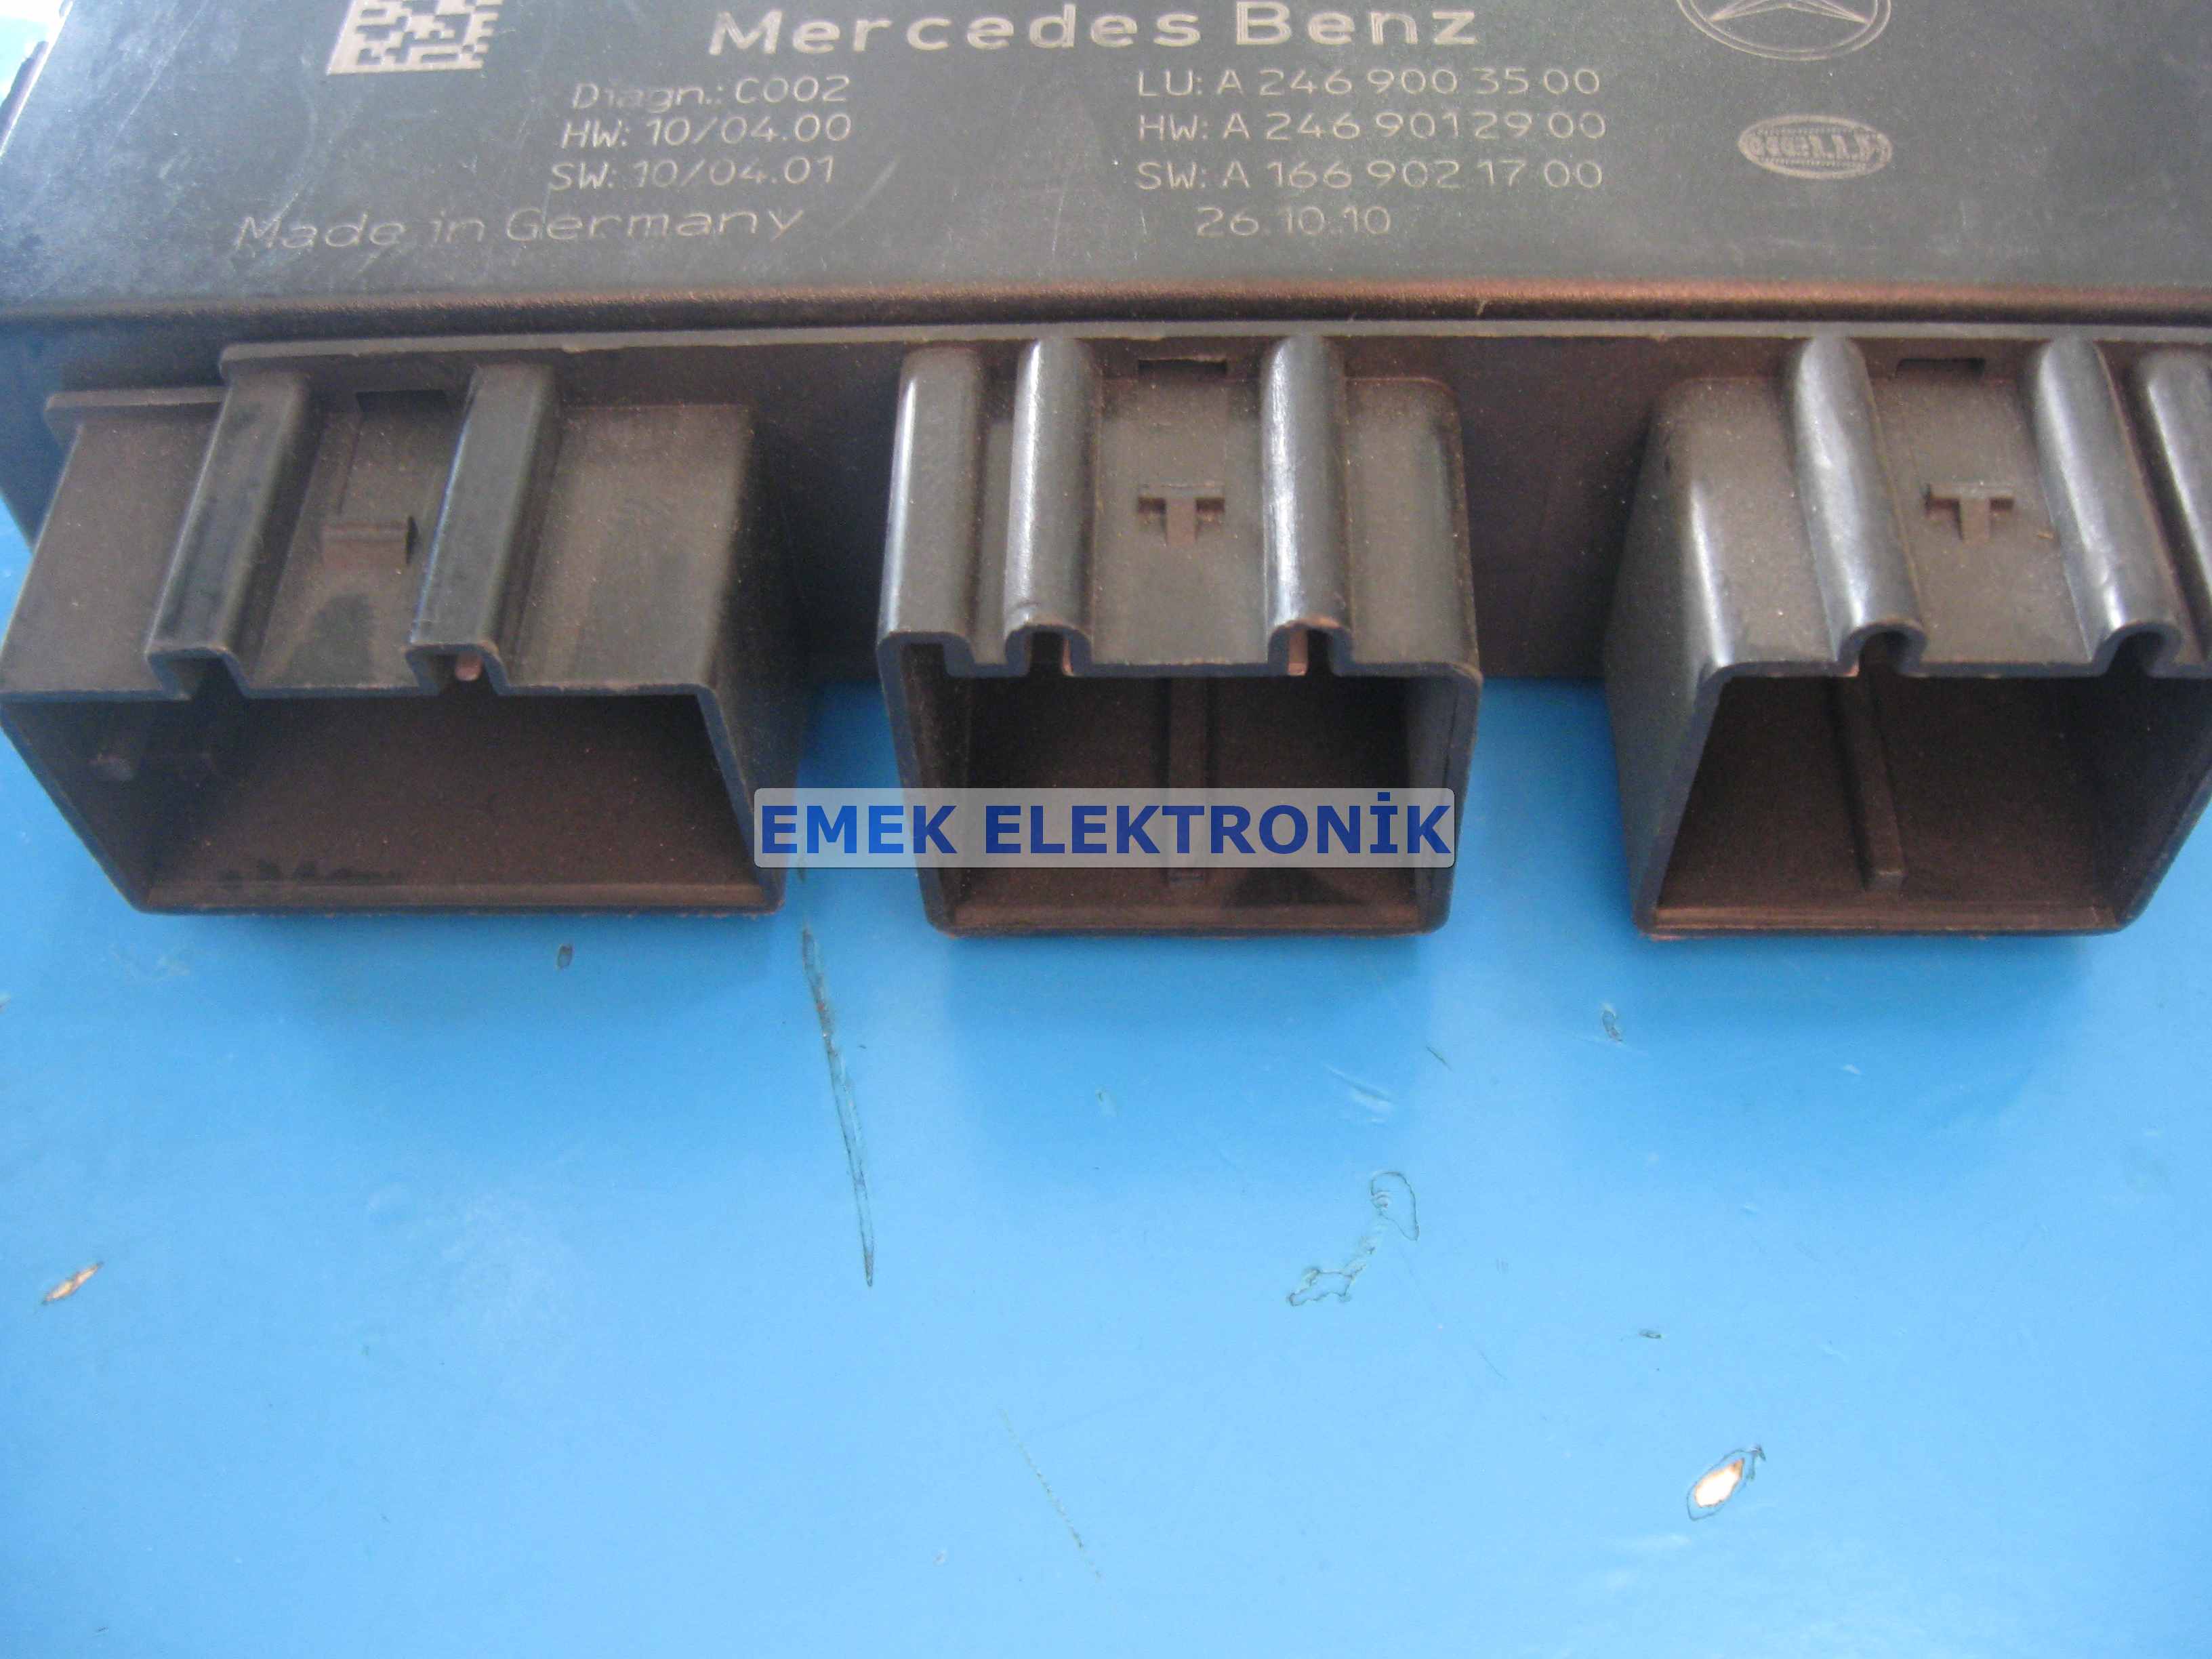 Mercedes Benz
Diagn.: C002
HW: 10/04.00
SW: 10/04.01
Made in Germany
LU: A 246 900 35 00
HW: A 246 901 29 00
SW: A 166 902 17 00
26.10.10
HELLA
EMEK ELEKTRONİK